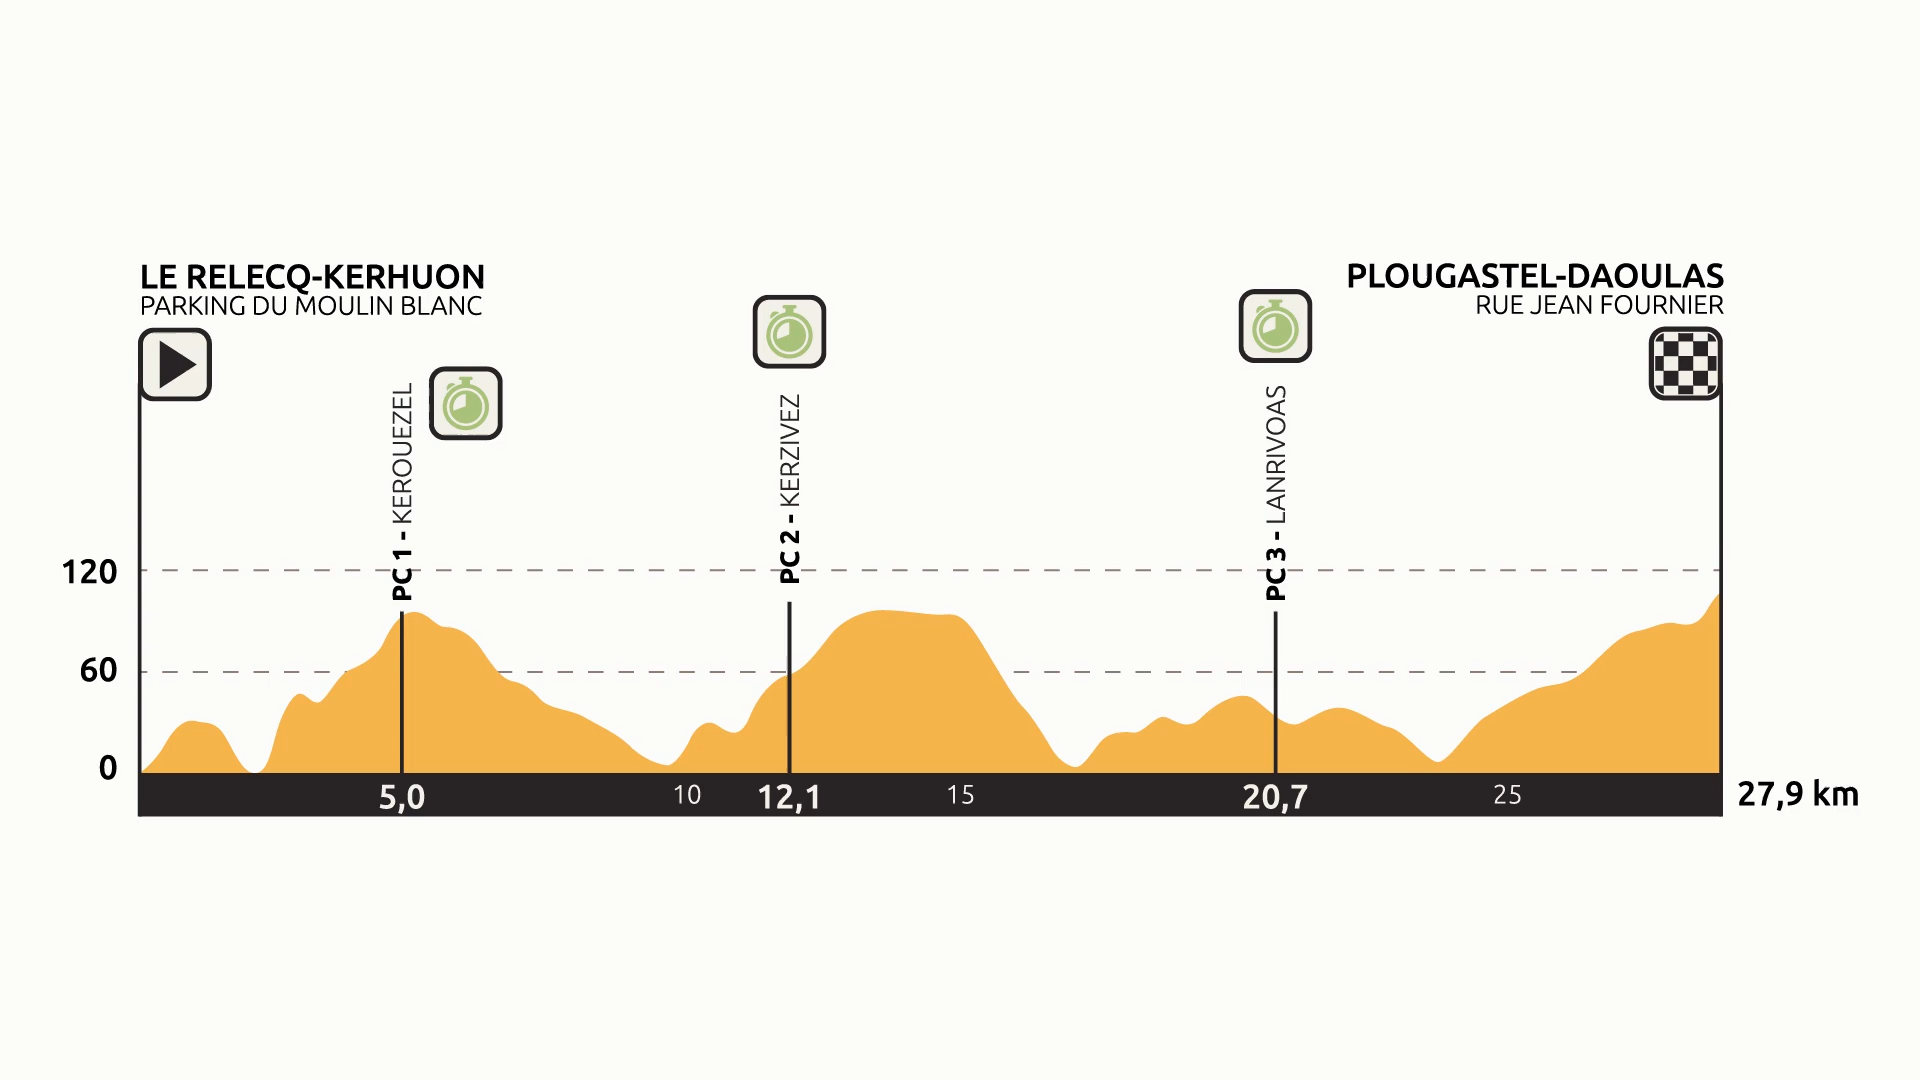 LE RELECQ-KERHUON
PARKING DU MOULIN BLANC
PLOUGASTEL-DAOULAS
RUE JEAN FOURNIER
PC 1 - KEROUEZEL
PC 2 - KERZIVEZ
PC 3 - LANRIVOAS
120
60
0
5,0
10
12,1
15
20,7
25
27,9 km